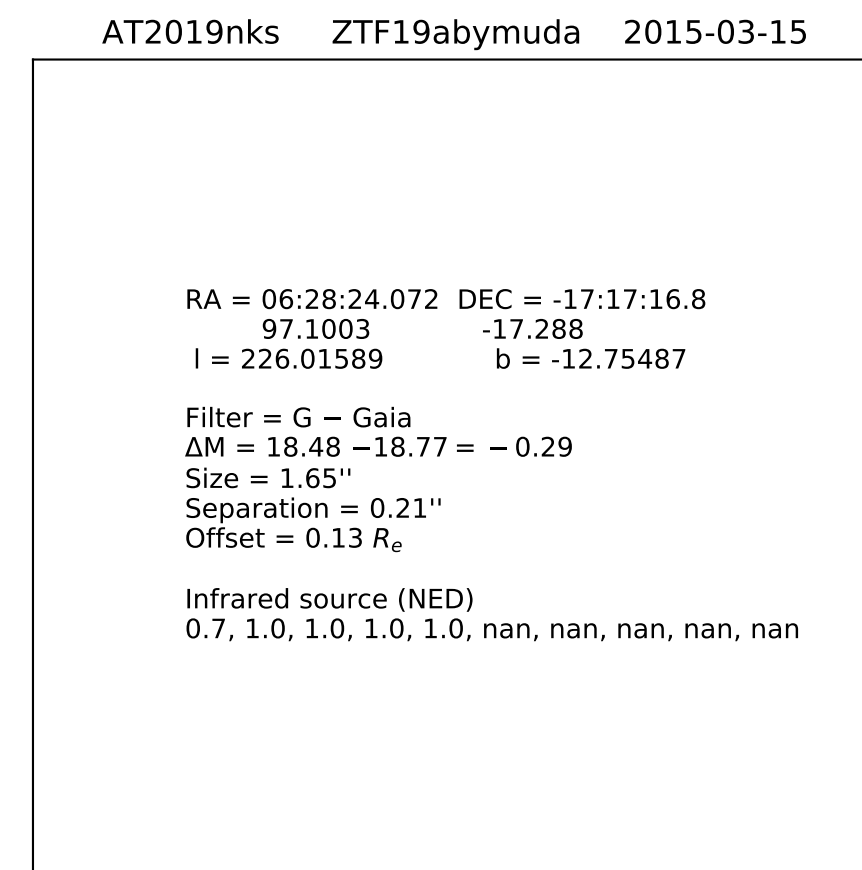 AT2019nks ZTF19abymuda 2015-03-15
RA = 06:28:24.072 DEC = -17:17:16.8
97.1003 -17.288
l = 226.01589 b = -12.75487
Filter = G − Gaia
ΔM = 18.48 −18.77 = −0.29
Size = 1.65''
Separation = 0.21''
Offset = 0.13 Re
Infrared source (NED)
0.7, 1.0, 1.0, 1.0, 1.0, nan, nan, nan, nan, nan